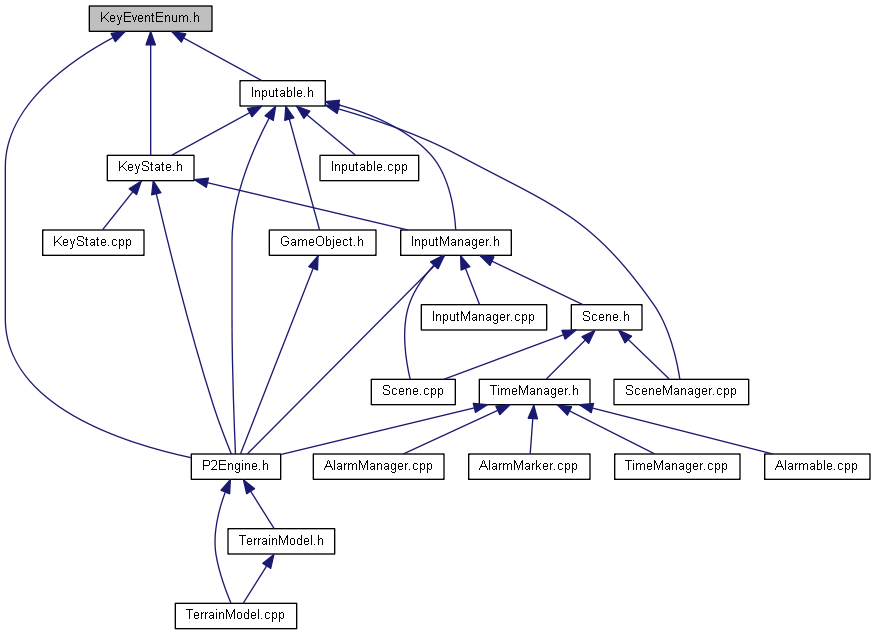 KeyEventEnum.h
Inputable.h
KeyState.h
Inputable.cpp
KeyState.cpp
GameObject.h
InputManager.h
InputManager.cpp
Scene.h
Scene.cpp
TimeManager.h
SceneManager.cpp
P2Engine.h
AlarmManager.cpp
AlarmMarker.cpp
TimeManager.cpp
Alarmable.cpp
TerrainModel.h
TerrainModel.cpp